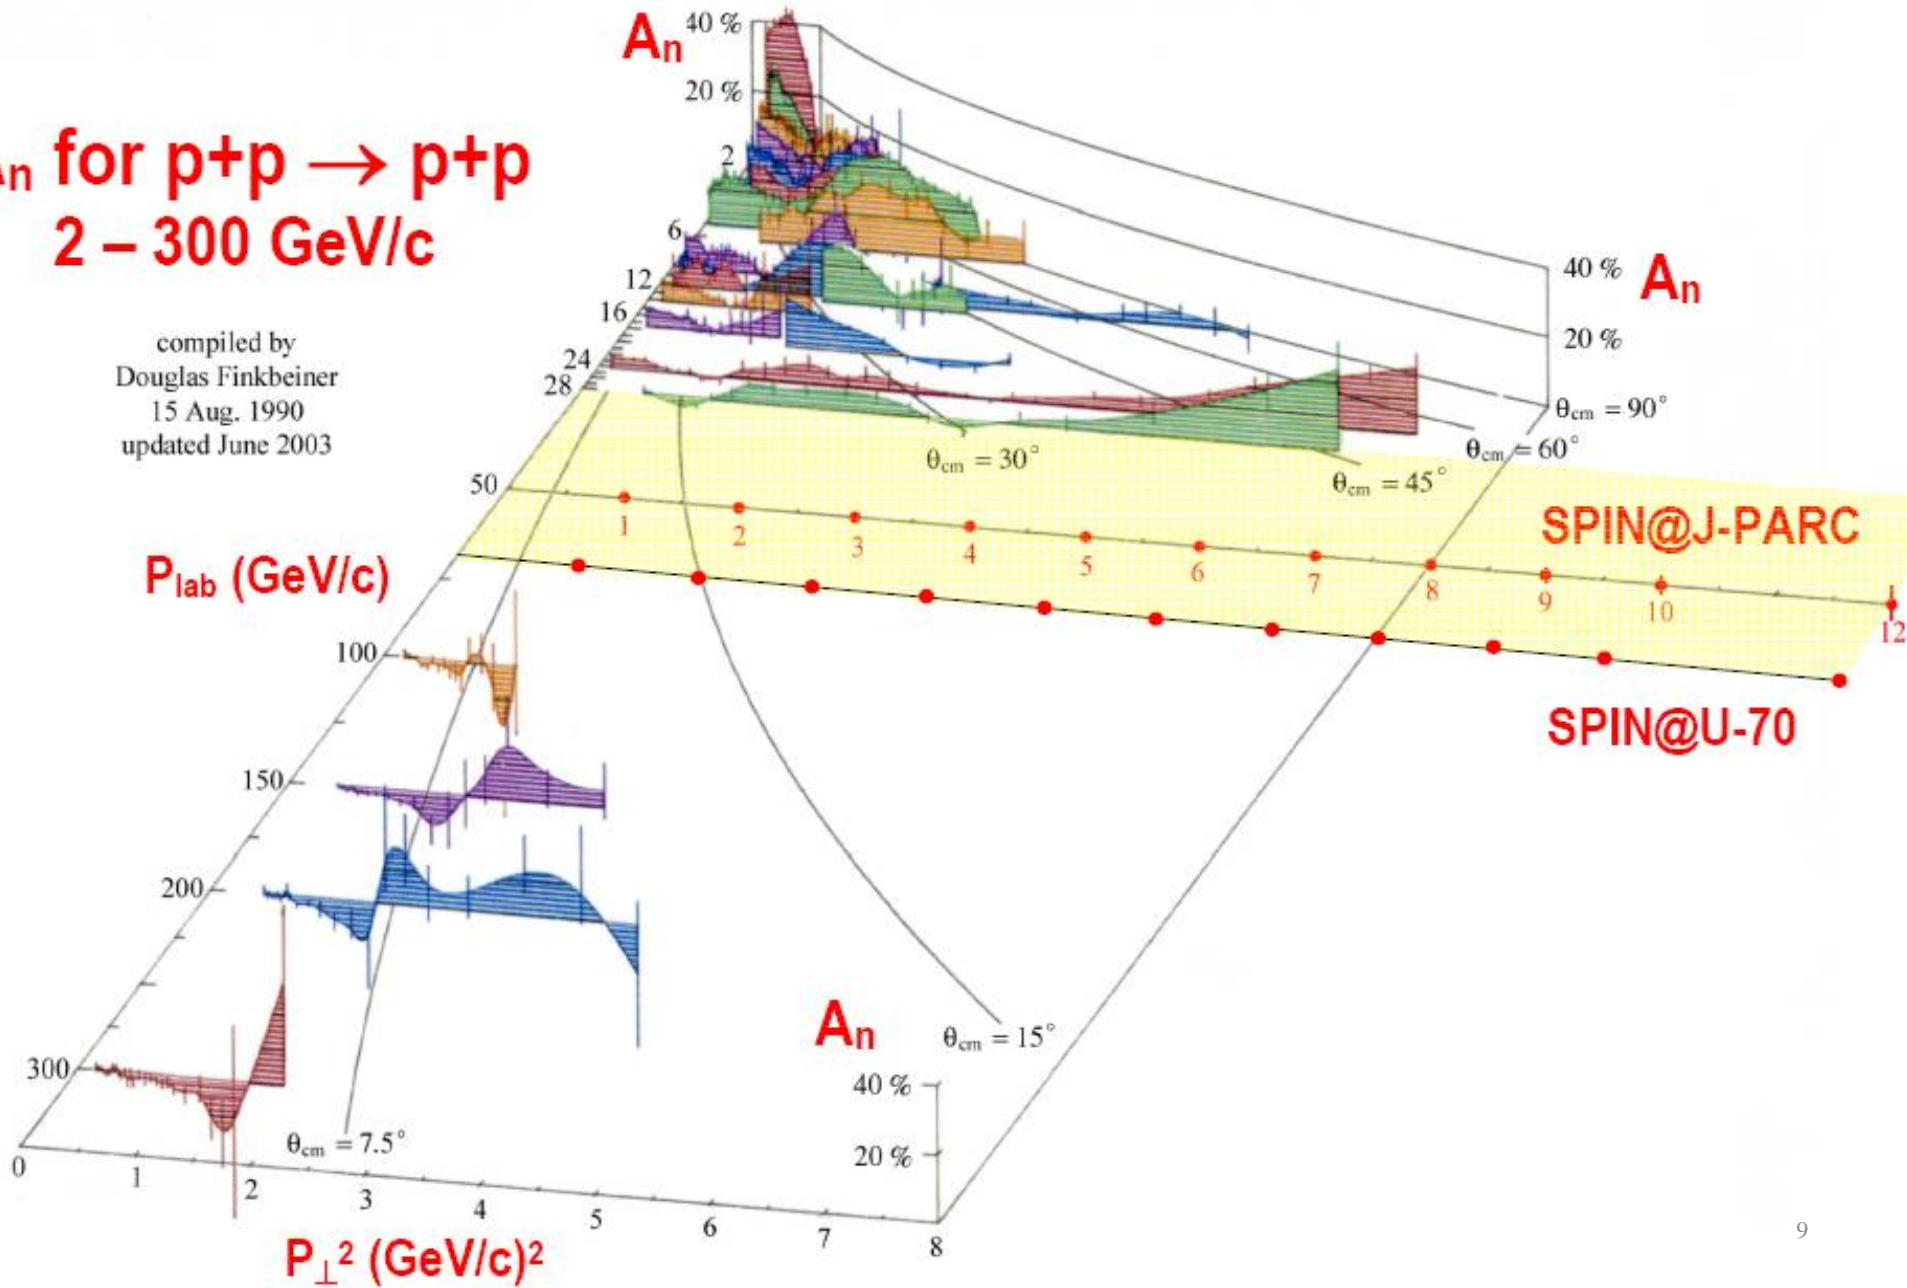 An
40 %
20 %
2
6
12
16
24
28
50
100
150
200
300
An for p+p → p+p
2 – 300 GeV/c
compiled by
Douglas Finkbeiner
15 Aug. 1990
updated June 2003
40 %
An
20 %
θcm = 90°
θcm = 60°
θcm = 30°
θcm = 45°
SPIN@J-PARC
1 2 3 4 5 6 7 8 9 10 12
Plab (GeV/c)
SPIN@U-70
An
θcm = 15°
40 %
20 %
θcm = 7.5°
0 1 2 3 4 5 6 7 8
P⊥² (GeV/c)²
9